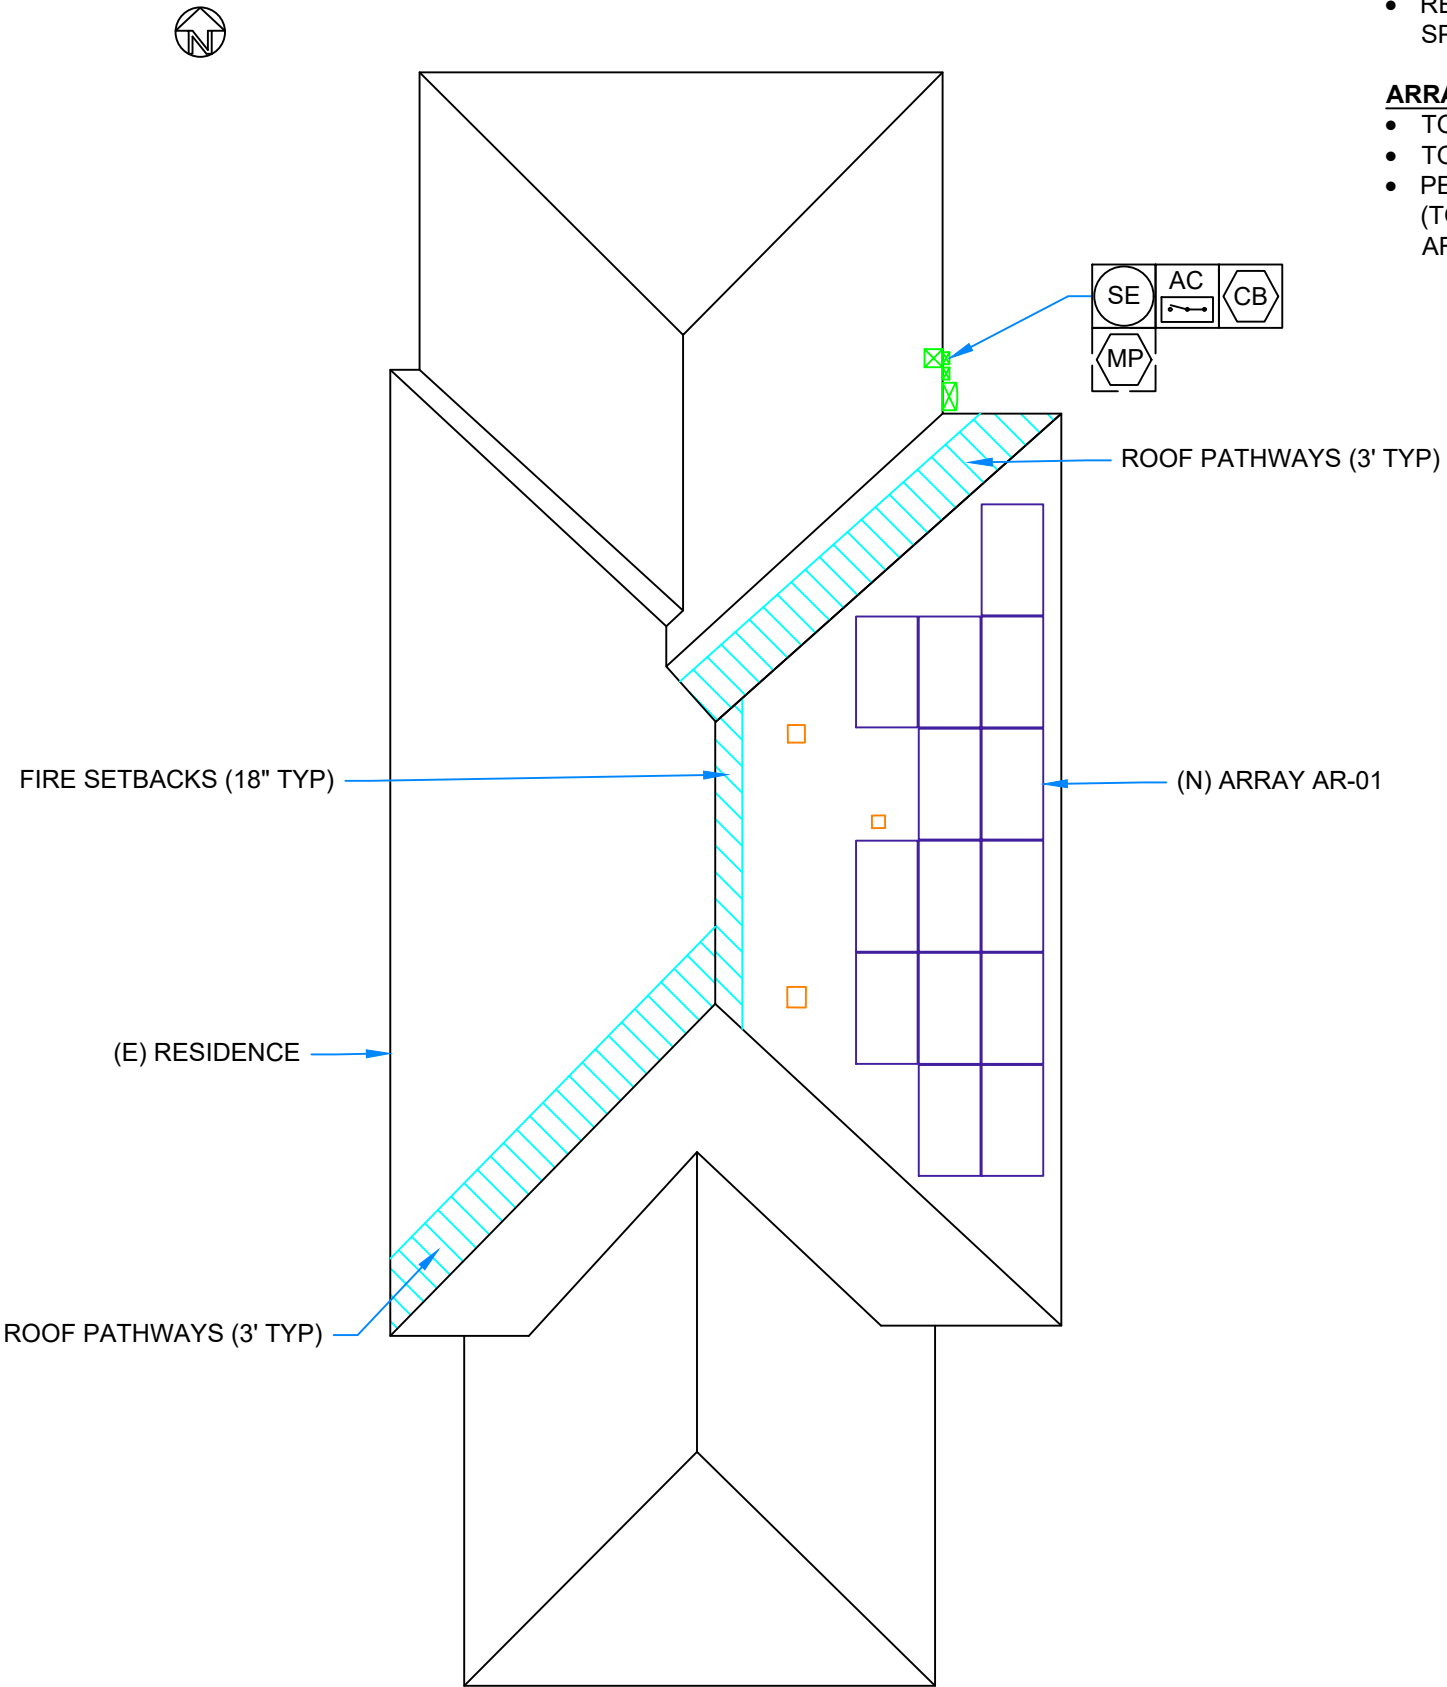 N
SE
AC
CB
MP
ROOF PATHWAYS (3' TYP)
FIRE SETBACKS (18" TYP)
(N) ARRAY AR-01
(E) RESIDENCE
ROOF PATHWAYS (3' TYP)